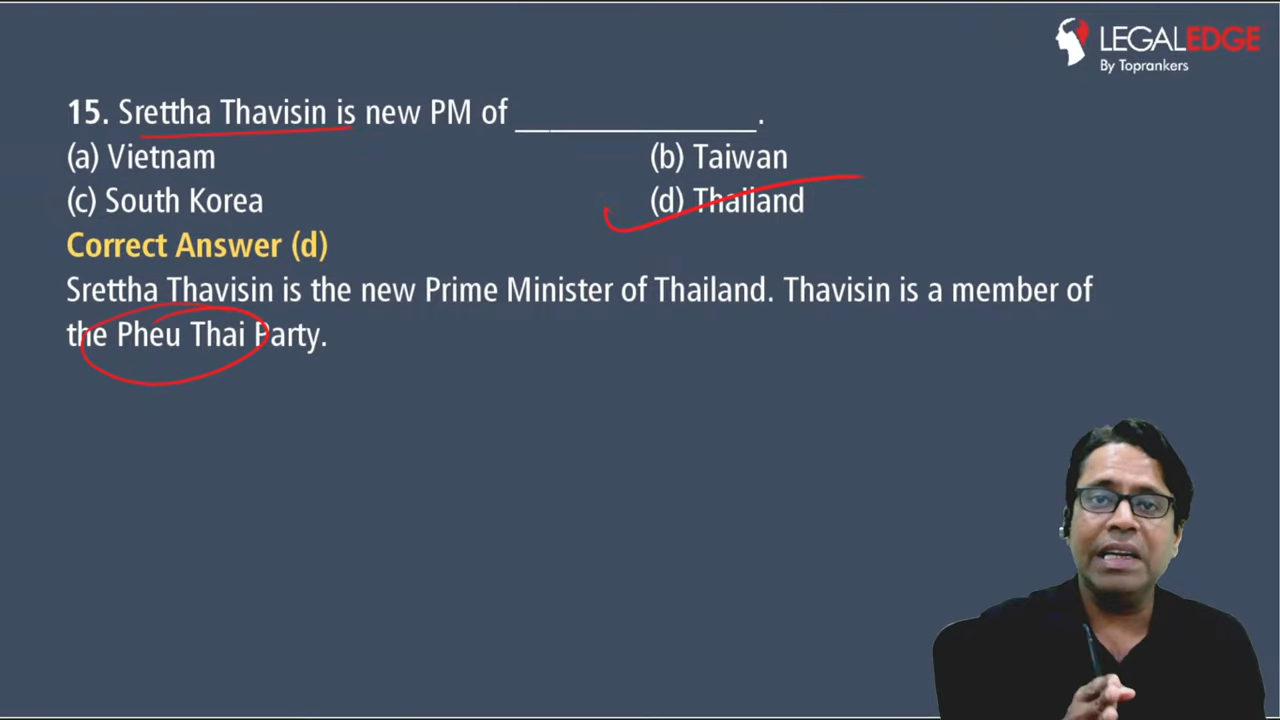 LEGALEDGE
By Toprankers
15. Srettha Thavisin is new PM of ______________.
(a) Vietnam (b) Taiwan
(c) South Korea (d) Thailand
Correct Answer (d)
Srettha Thavisin is the new Prime Minister of Thailand. Thavisin is a member of
the Pheu Thai Party.